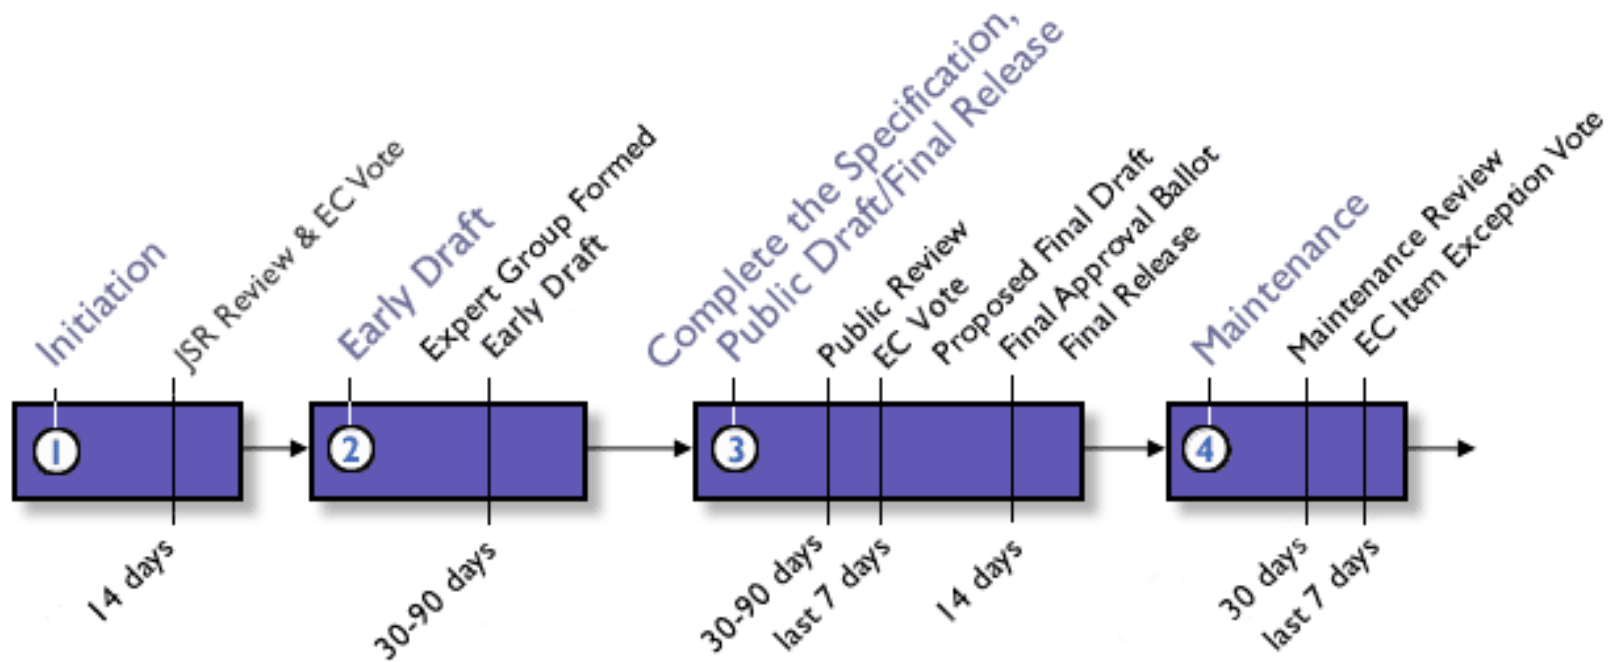 Initiation
JSR Review & EC Vote
Early Draft
Expert Group Formed
Early Draft
Complete the Specification,
Public Draft/Final Release
Public Review
EC Vote
Proposed Final Draft
Final Approval Ballot
Final Release
Maintenance
Maintenance Review
EC Item Exception Vote
1
2
3
4
14 days
30-90 days
30-90 days
last 7 days
14 days
30 days
last 7 days